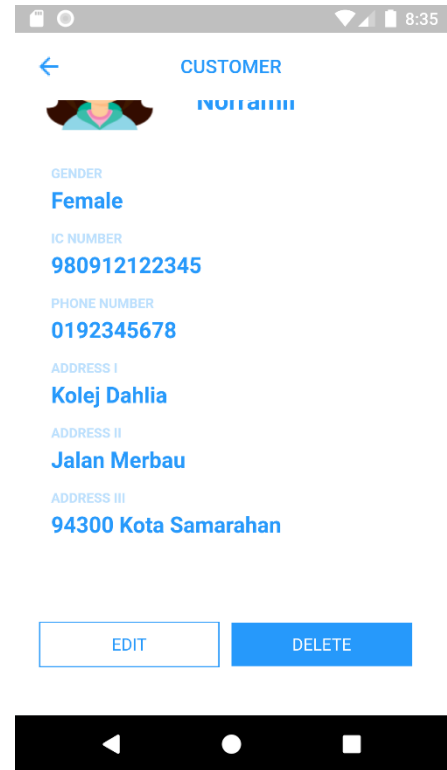 8:35
CUSTOMER
GENDER
Female
IC NUMBER
980912122345
PHONE NUMBER
0192345678
ADDRESS I
Kolej Dahlia
ADDRESS II
Jalan Merbau
ADDRESS III
94300 Kota Samarahan
EDIT
DELETE